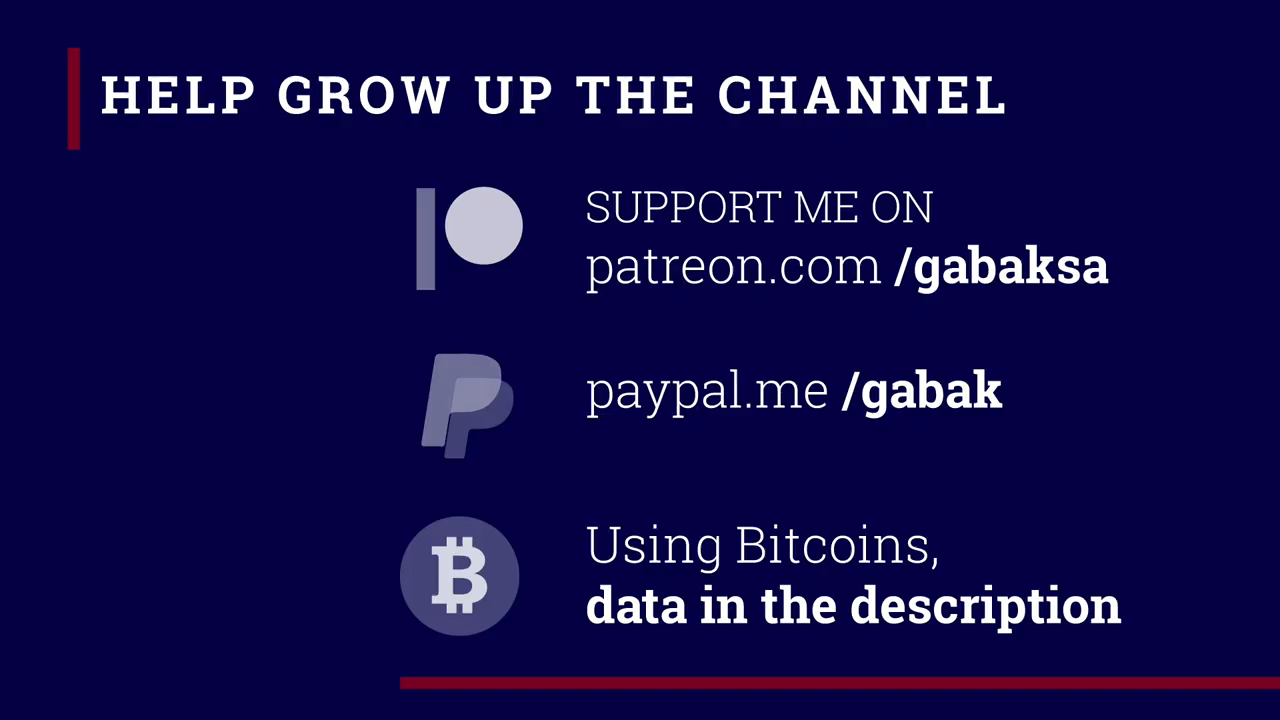 HELP GROW UP THE CHANNEL
SUPPORT ME ON
patreon.com /gabaksa
paypal.me /gabak
Using Bitcoins,
data in the description